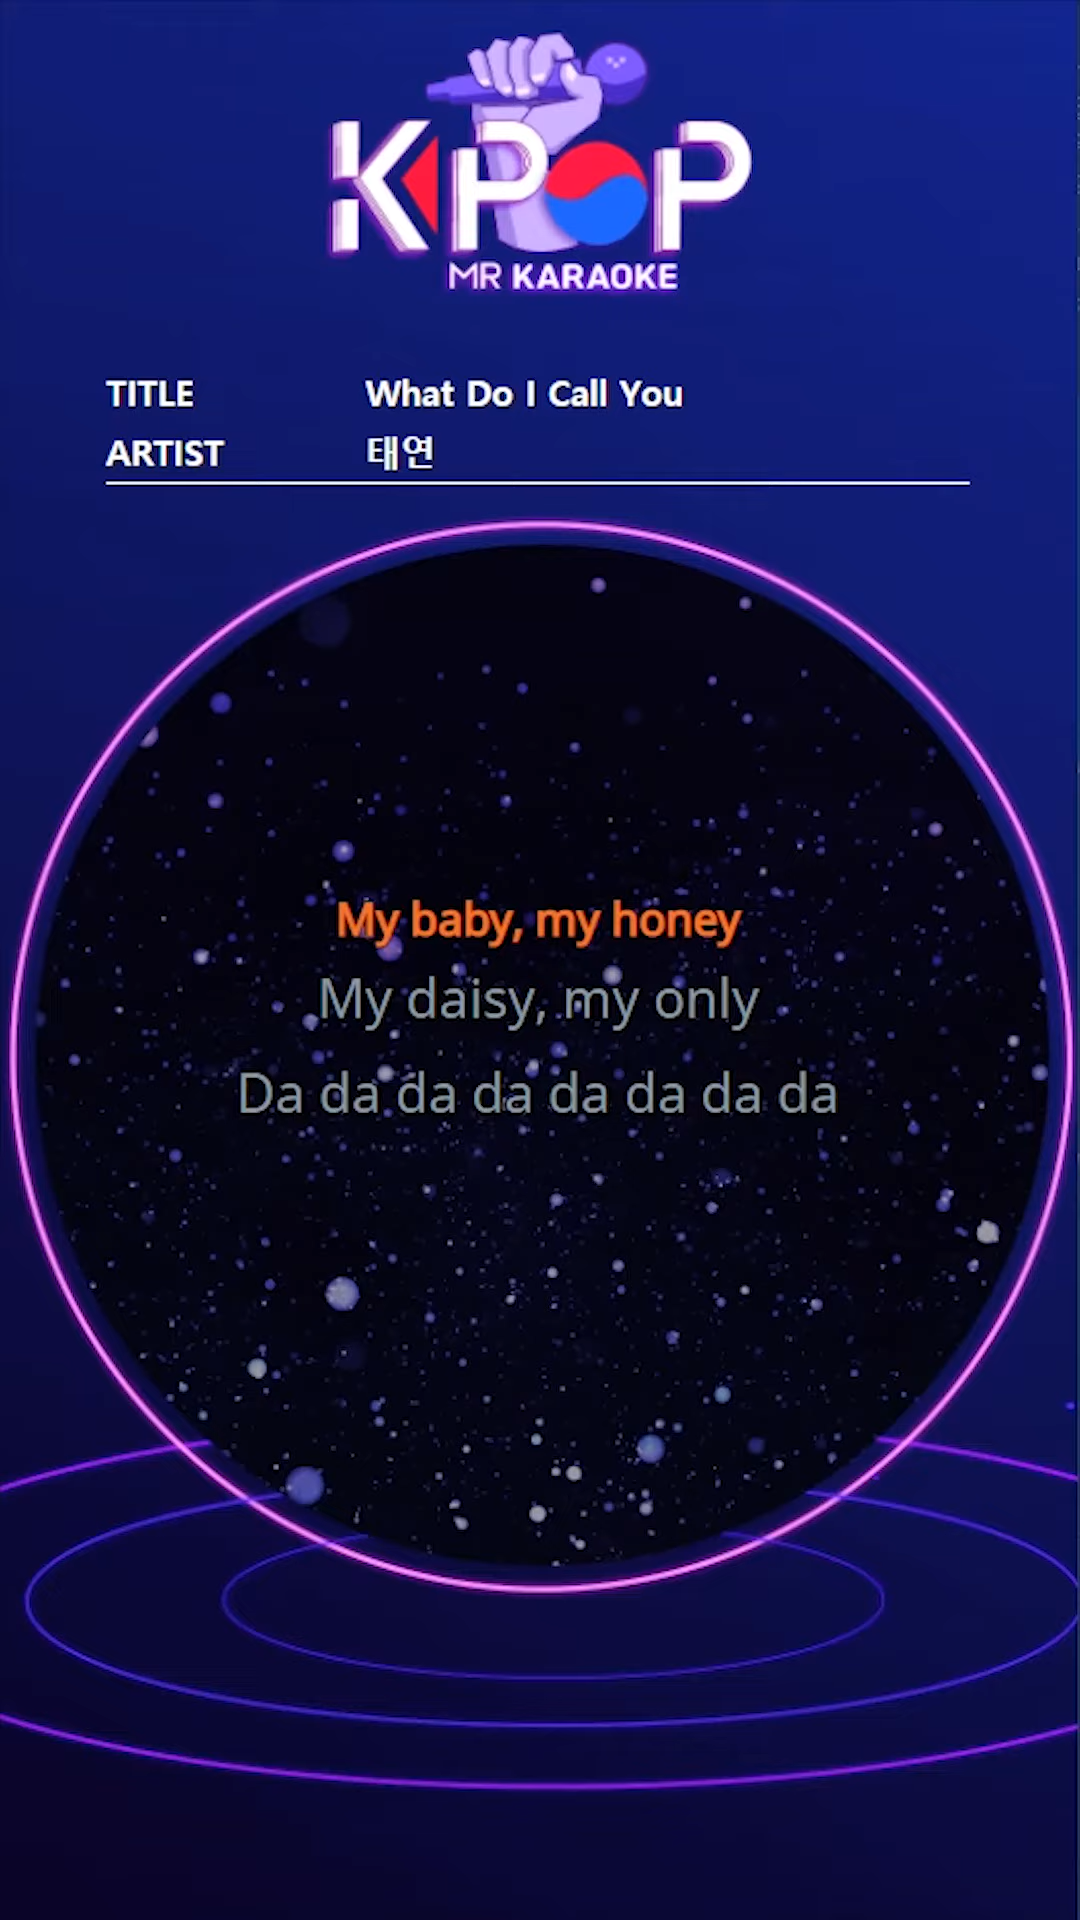 KPOP
MR KARAOKE
TITLE What Do I Call You
ARTIST 태연
My baby, my honey
My daisy, my only
Da da da da da da da da